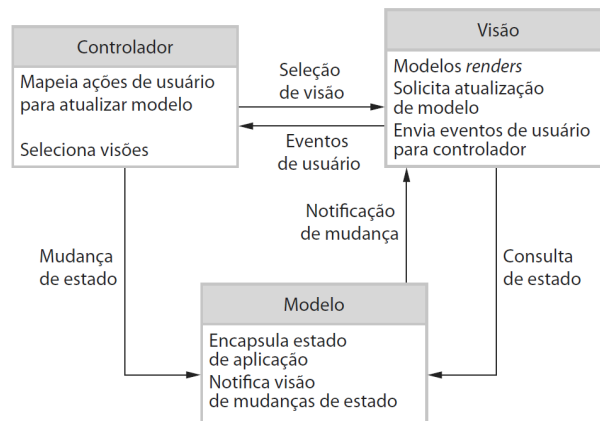 Controlador
Mapeia ações de usuário
para atualizar modelo
Seleciona visões
Seleção
de visão
Eventos
de usuário
Visão
Modelos renders
Solicita atualização
de modelo
Envia eventos de usuário
para controlador
Mudança
de estado
Notificação
de mudança
Consulta
de estado
Modelo
Encapsula estado
de aplicação
Notifica visão
de mudanças de estado